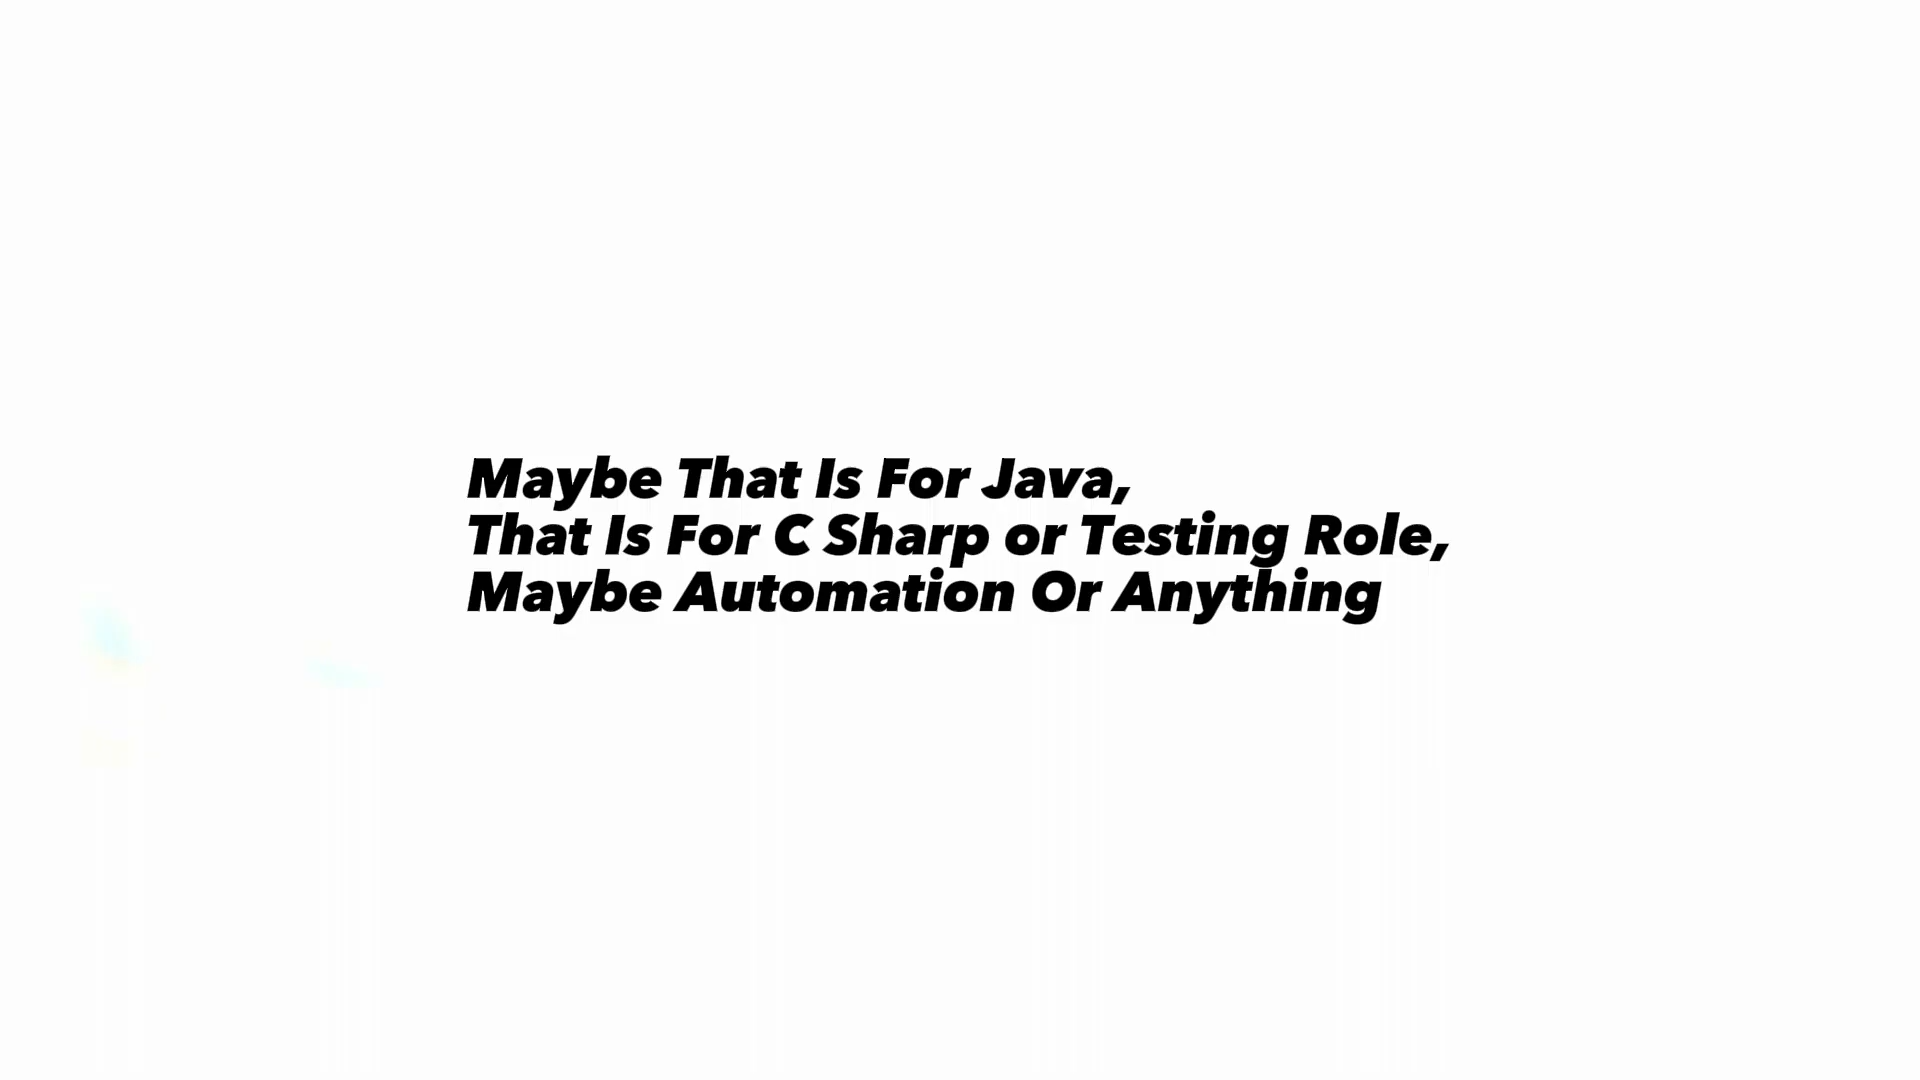 Maybe That Is For Java,
That Is For C Sharp or Testing Role,
Maybe Automation Or Anything